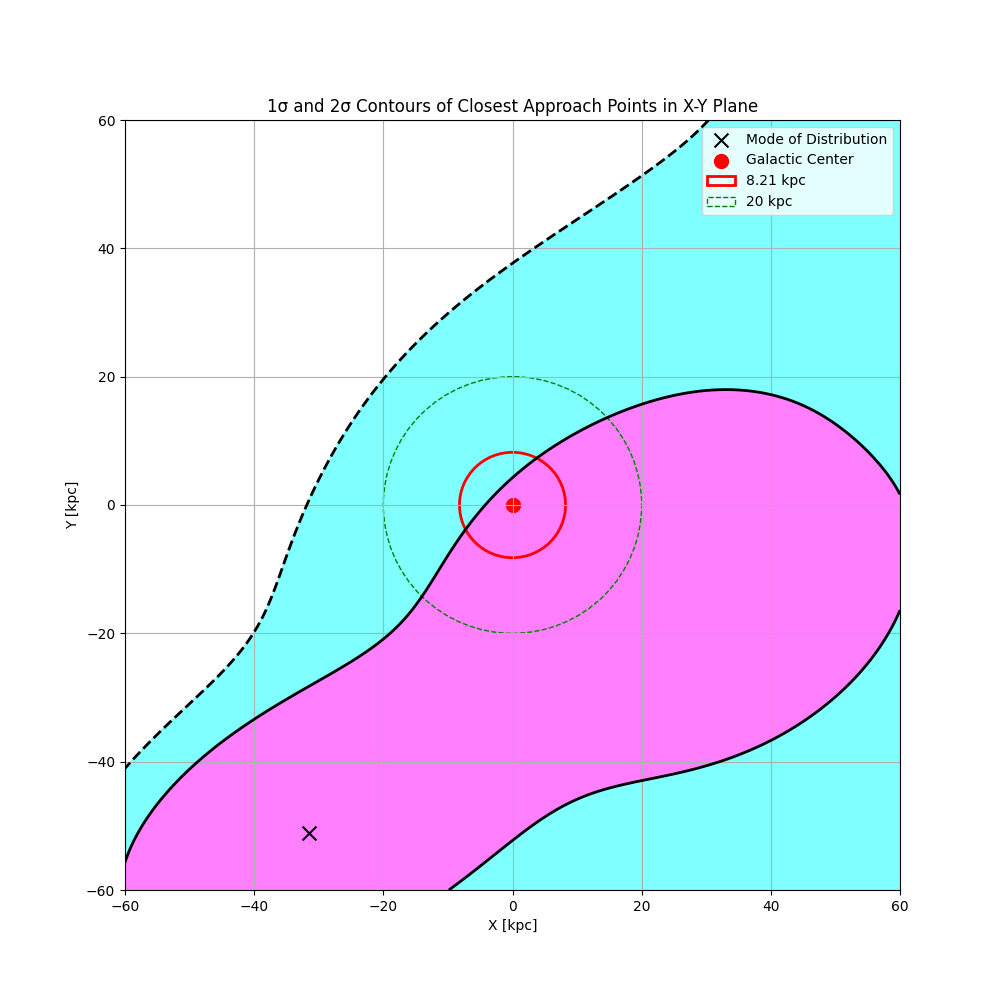 1σ and 2σ Contours of Closest Approach Points in X-Y Plane
Mode of Distribution
Galactic Center
8.21 kpc
20 kpc
Y [kpc]
60
40
20
0
−20
−40
−60
−60 −40 −20 0 20 40 60
X [kpc]